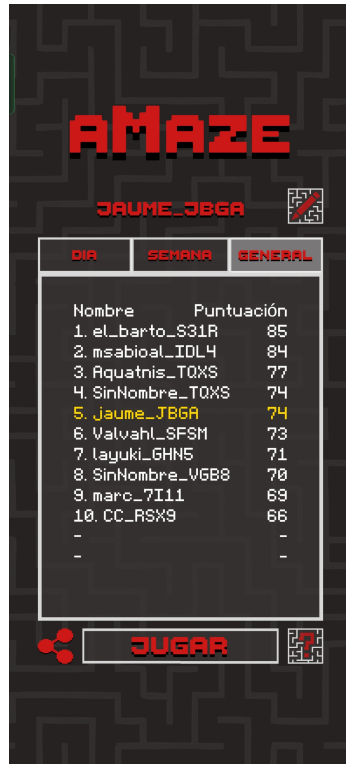 AMAZE
JAUME_JBGA
DIA SEMANA GENERAL
Nombre Puntuación
1. el_barto_S31R 85
2. msabioal_IDL4 84
3. Aquatnis_TQXS 77
4. SinNombre_TQXS 74
5. jaume_JBGA 74
6. Valvahl_SFSM 73
7. layuki_GHN5 71
8. SinNombre_VGB8 70
9. marc_7I11 69
10. CC_RSX9 66
- -
- -
JUGAR ?